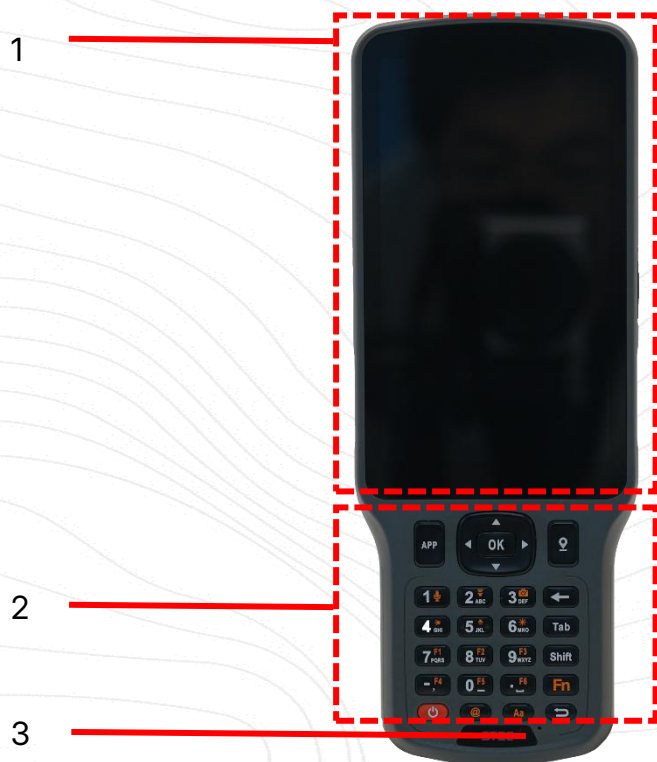 1
APP OK
1 2 ABC 3 DEF
2
4 GHI 5 JKL 6 MNO Tab
7 F1 PQRS 8 F2 TUV 9 F3 WXYZ Shift
- F4 , 0 F5 _ . F6 Fn
@ Aa
3